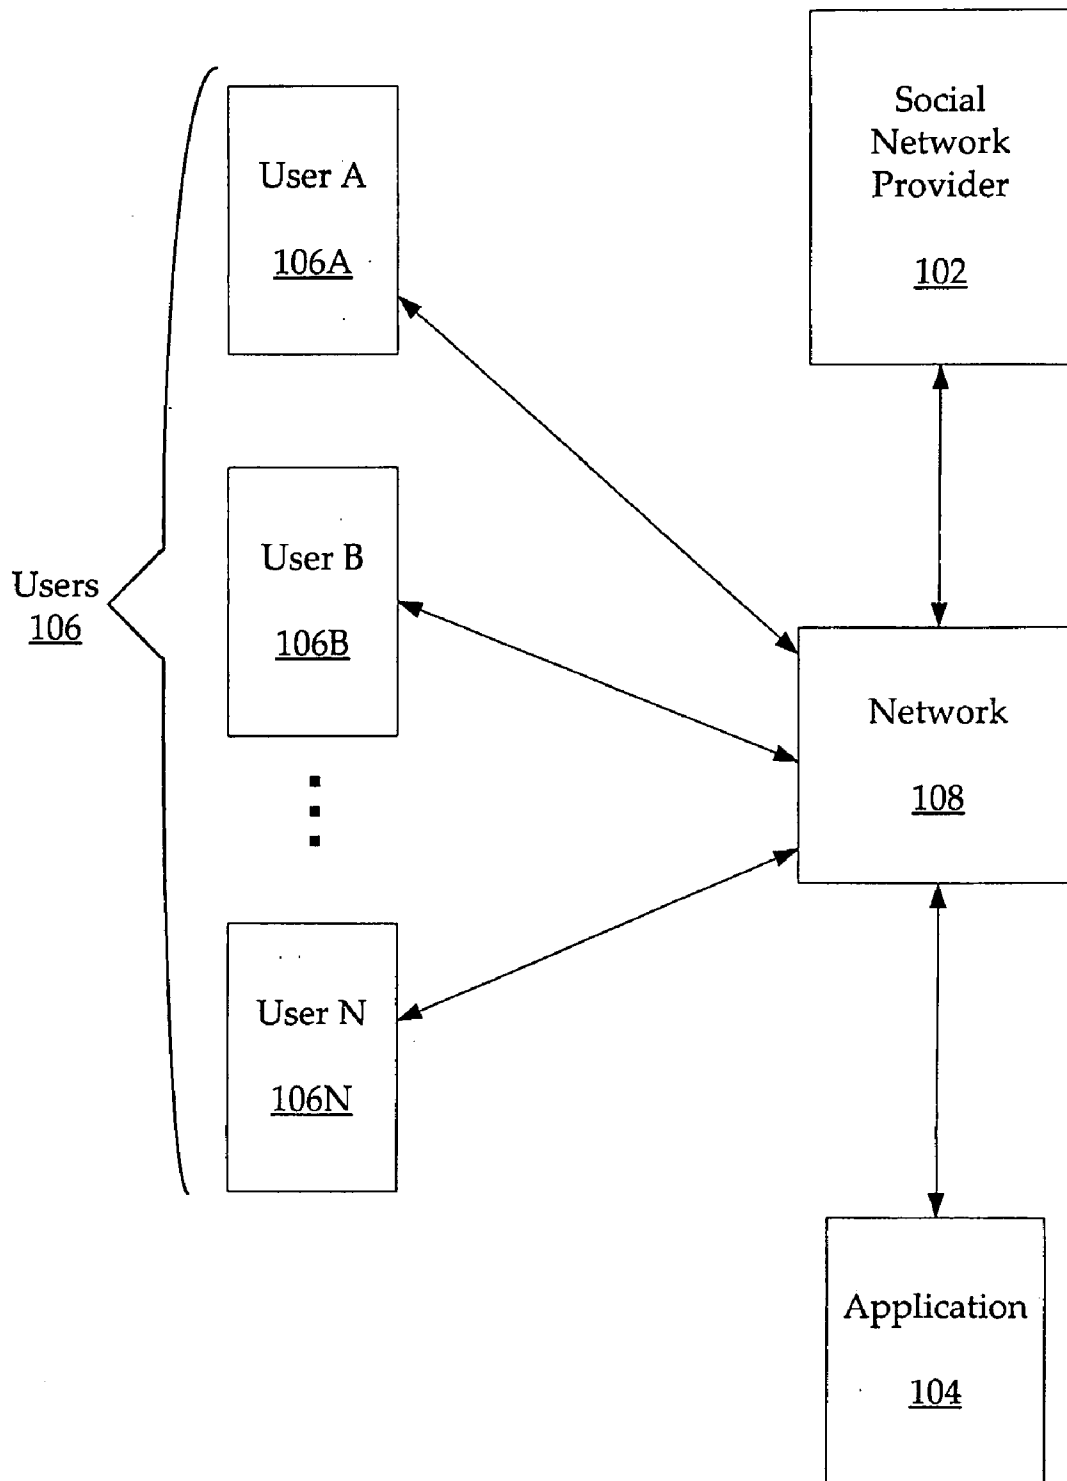 User A
106A
Social
Network
Provider
102
User B
106B
Users
106
Network
108
User N
106N
Application
104